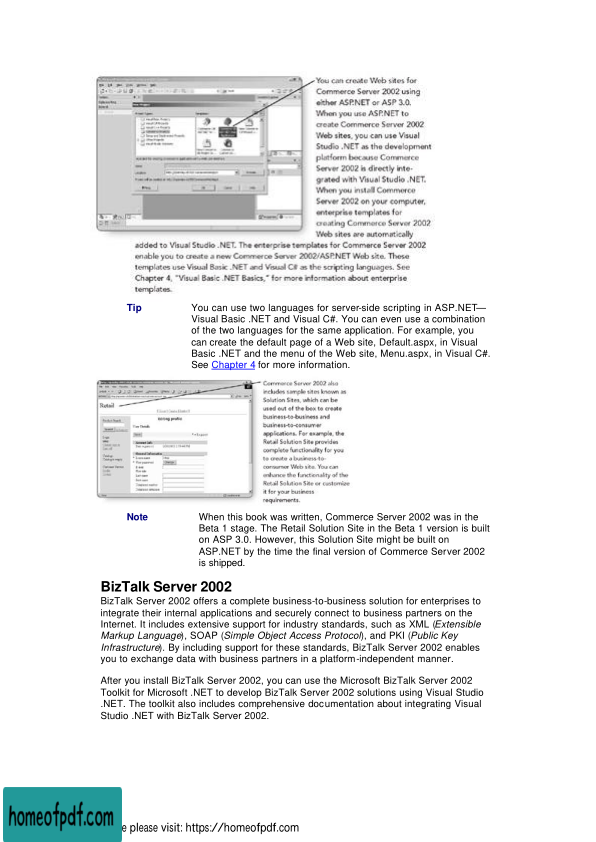 You can create Web sites for
Commerce Server 2002 using
either ASP.NET or ASP 3.0.
When you use ASP.NET to
create Commerce Server 2002
Web sites, you can use Visual
Studio .NET as the development
platform because Commerce
Server 2002 is directly inte-
grated with Visual Studio .NET.
When you install Commerce
Server 2002 on your computer,
enterprise templates for
creating Commerce Server 2002
Web sites are automatically
added to Visual Studio .NET. The enterprise templates for Commerce Server 2002
enable you to create a new Commerce Server 2002/ASP.NET Web site. These
templates use Visual Basic .NET and Visual C# as the scripting languages. See
Chapter 4, "Visual Basic .NET Basics," for more information about enterprise
templates.
Tip
You can use two languages for server-side scripting in ASP.NET—
Visual Basic .NET and Visual C#. You can even use a combination
of the two languages for the same application. For example, you
can create the default page of a Web site, Default.aspx, in Visual
Basic .NET and the menu of the Web site, Menu.aspx, in Visual C#.
See Chapter 4 for more information.
Retail
Commerce Server 2002 also
includes sample sites known as
Solution Sites, which can be
used out of the box to create
business-to-business and
business-to-consumer
applications. For example, the
Retail Solution Site provides
complete functionality for you
to create a business-to-
consumer Web site. You can
enhance the functionality of the
Retail Solution Site or customize
it for your business
requirements.
Note
When this book was written, Commerce Server 2002 was in the
Beta 1 stage. The Retail Solution Site in the Beta 1 version is built
on ASP 3.0. However, this Solution Site might be built on
ASP.NET by the time the final version of Commerce Server 2002
is shipped.
BizTalk Server 2002
BizTalk Server 2002 offers a complete business-to-business solution for enterprises to
integrate their internal applications and securely connect to business partners on the
Internet. It includes extensive support for industry standards, such as XML (Extensible
Markup Language), SOAP (Simple Object Access Protocol), and PKI (Public Key
Infrastructure). By including support for these standards, BizTalk Server 2002 enables
you to exchange data with business partners in a platform-independent manner.
After you install BizTalk Server 2002, you can use the Microsoft BizTalk Server 2002
Toolkit for Microsoft .NET to develop BizTalk Server 2002 solutions using Visual Studio
.NET. The toolkit also includes comprehensive documentation about integrating Visual
Studio .NET with BizTalk Server 2002.
homeofpdf.com
e please visit: https://homeofpdf.com